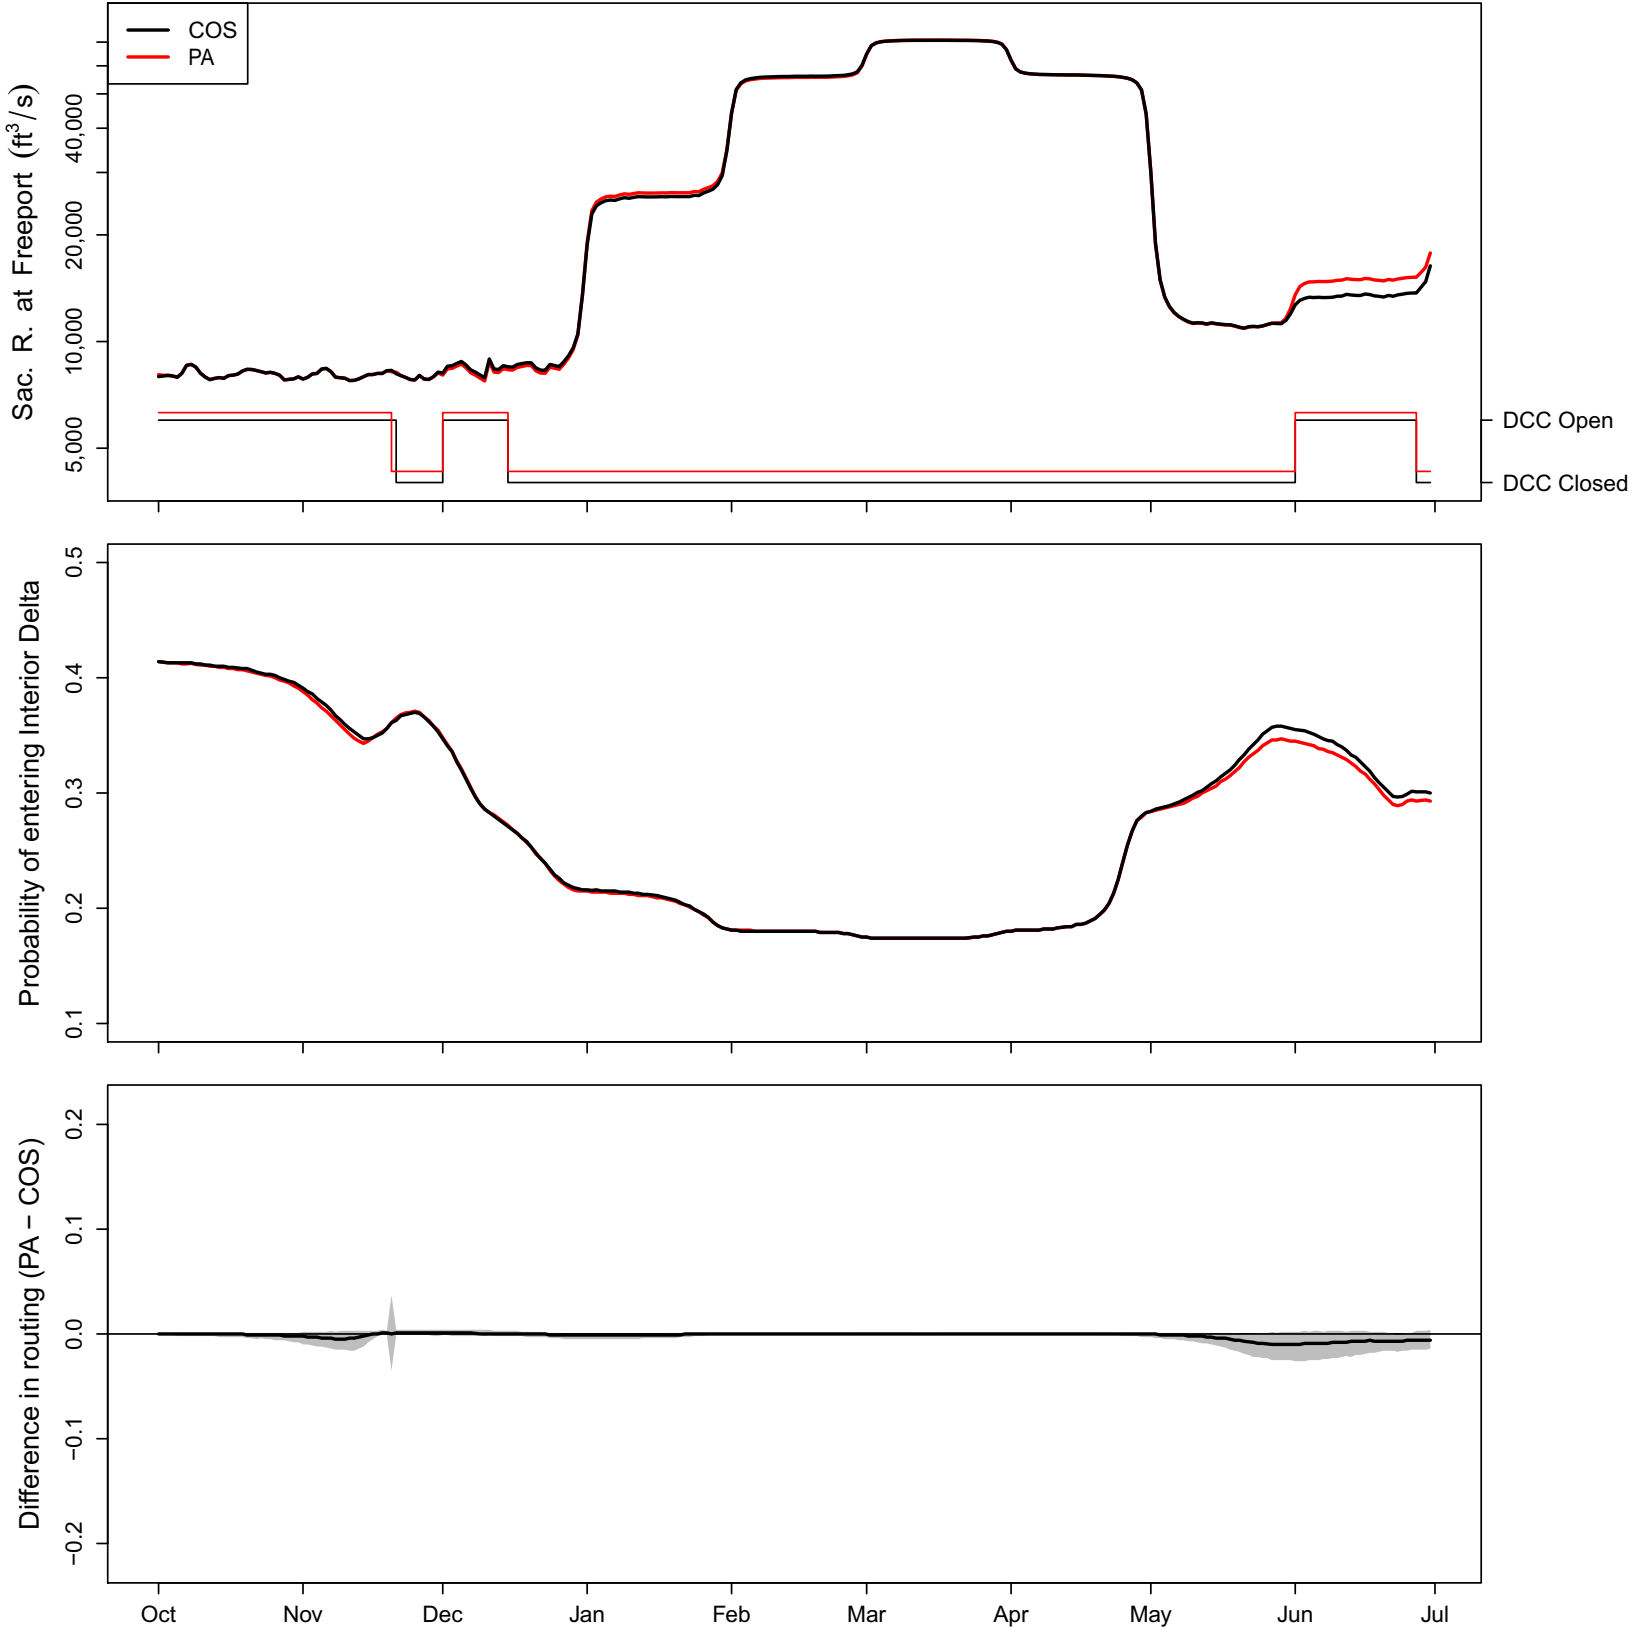 COS
PA
Sac. R. at Freeport (ft³/s)
40,000
20,000
10,000
5,000
DCC Open
DCC Closed
Probability of entering Interior Delta
0.5
0.4
0.3
0.2
0.1
Difference in routing (PA − COS)
0.2
0.1
0.0
−0.1
−0.2
Oct Nov Dec Jan Feb Mar Apr May Jun Jul